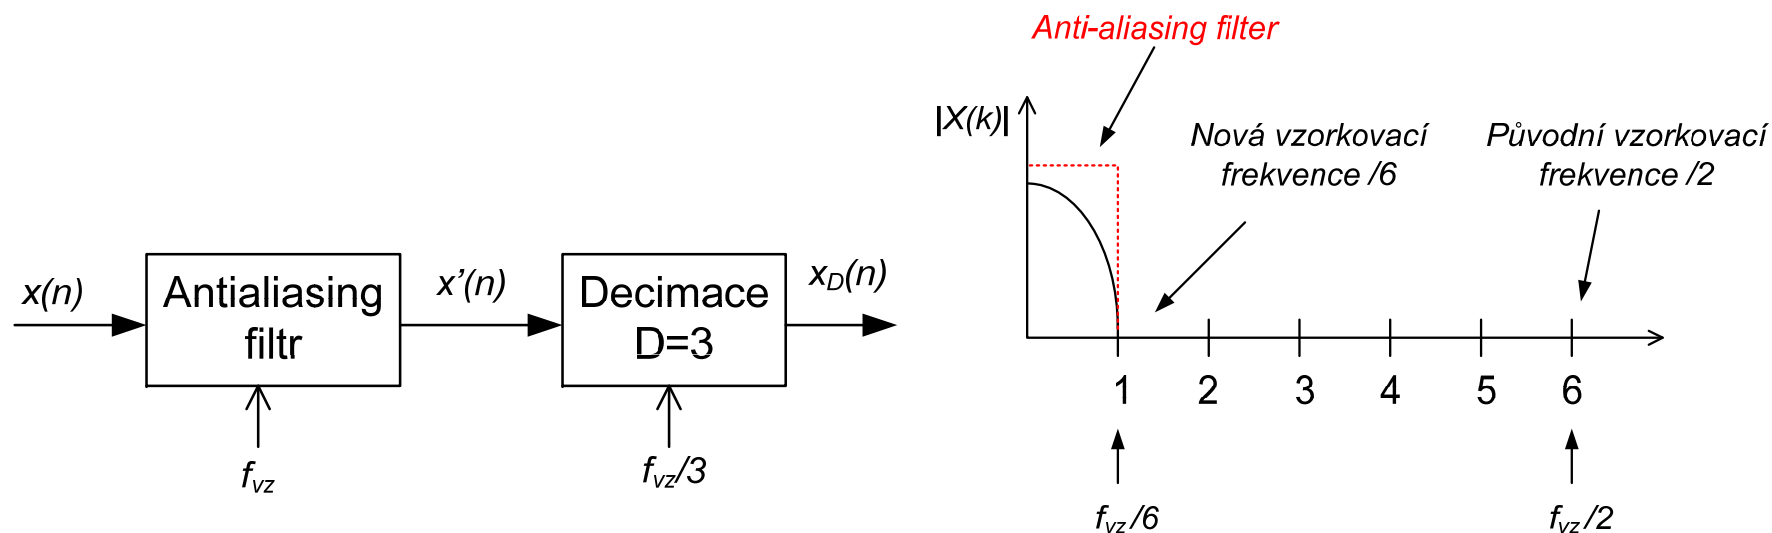 Anti-aliasing filter
|X(k)|
Nová vzorkovací
frekvence /6
Původní vzorkovací
frekvence /2
x(n)
Antialiasing
filtr
x’(n)
Decimace
D=3
x_D(n)
f_vz
f_vz/3
1 2 3 4 5 6
f_vz/6
f_vz/2